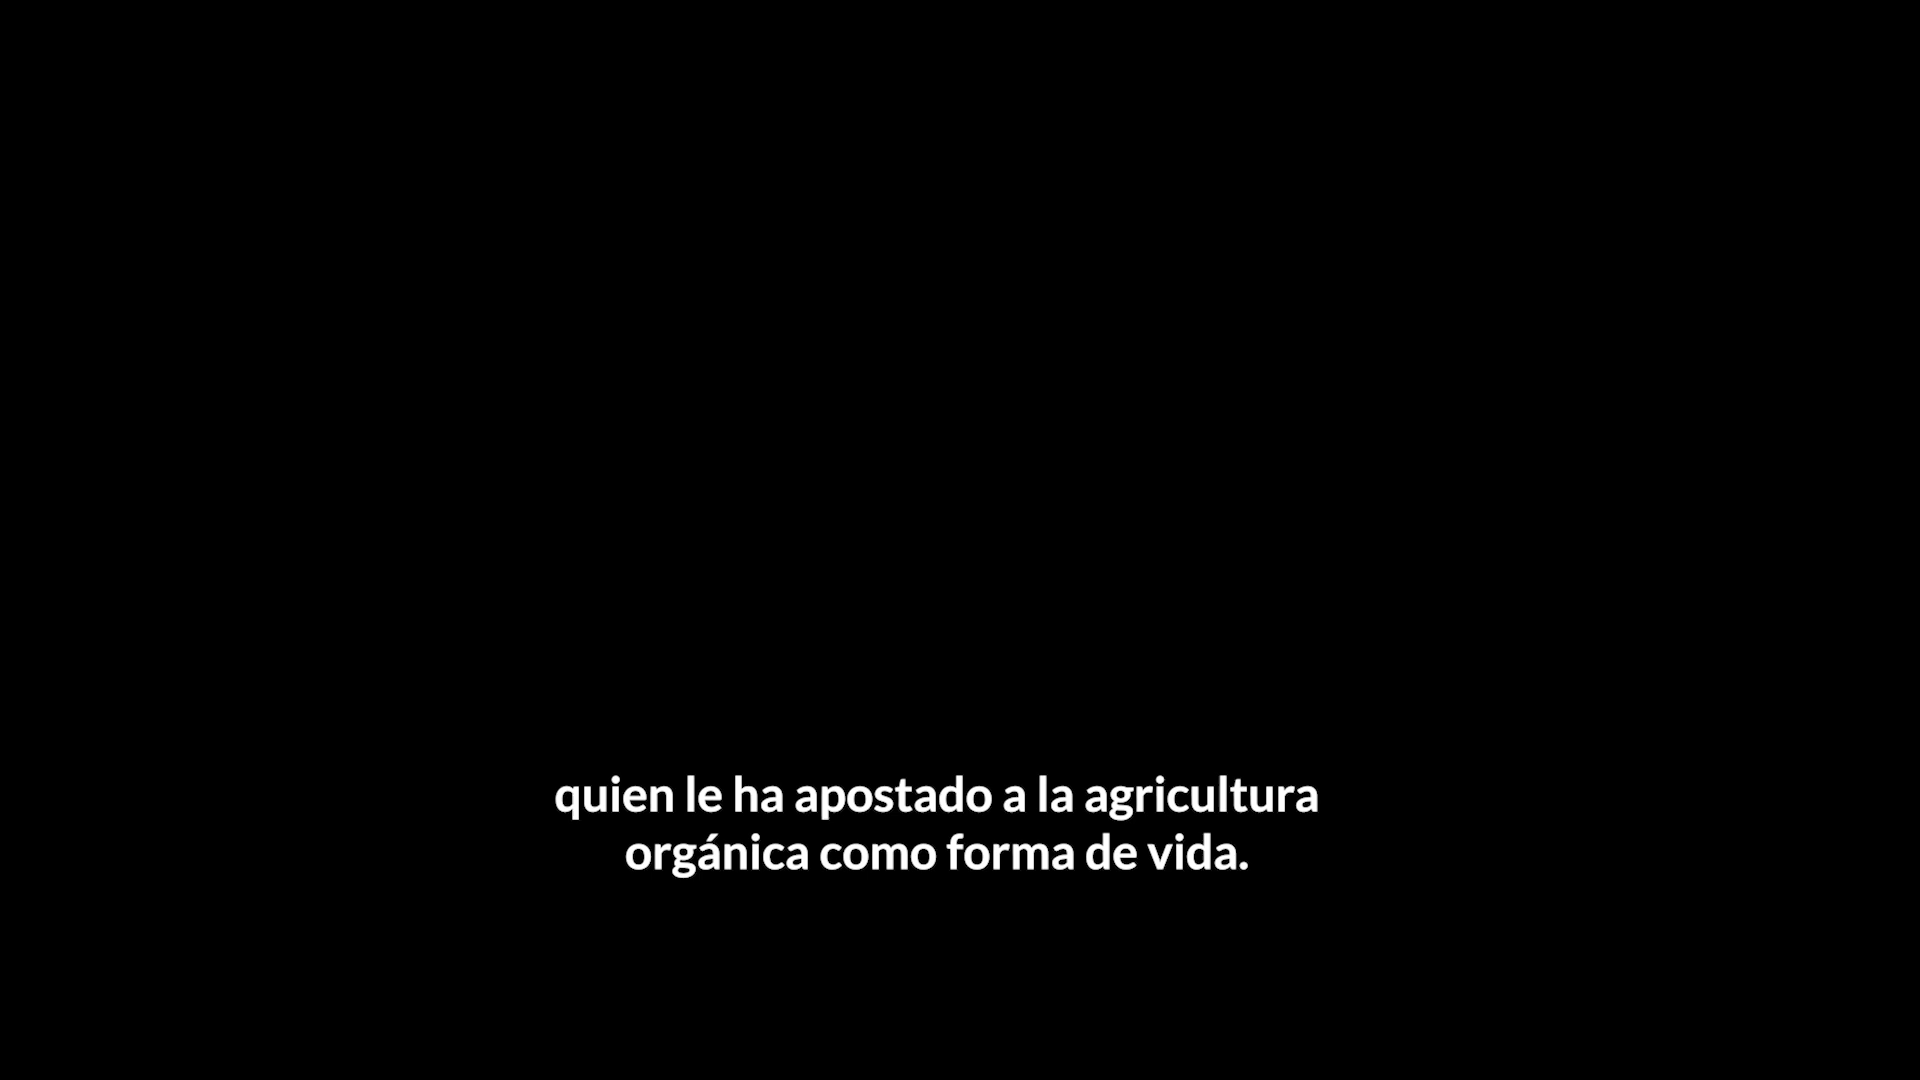 quien le ha apostado a la agricultura
orgánica como forma de vida.